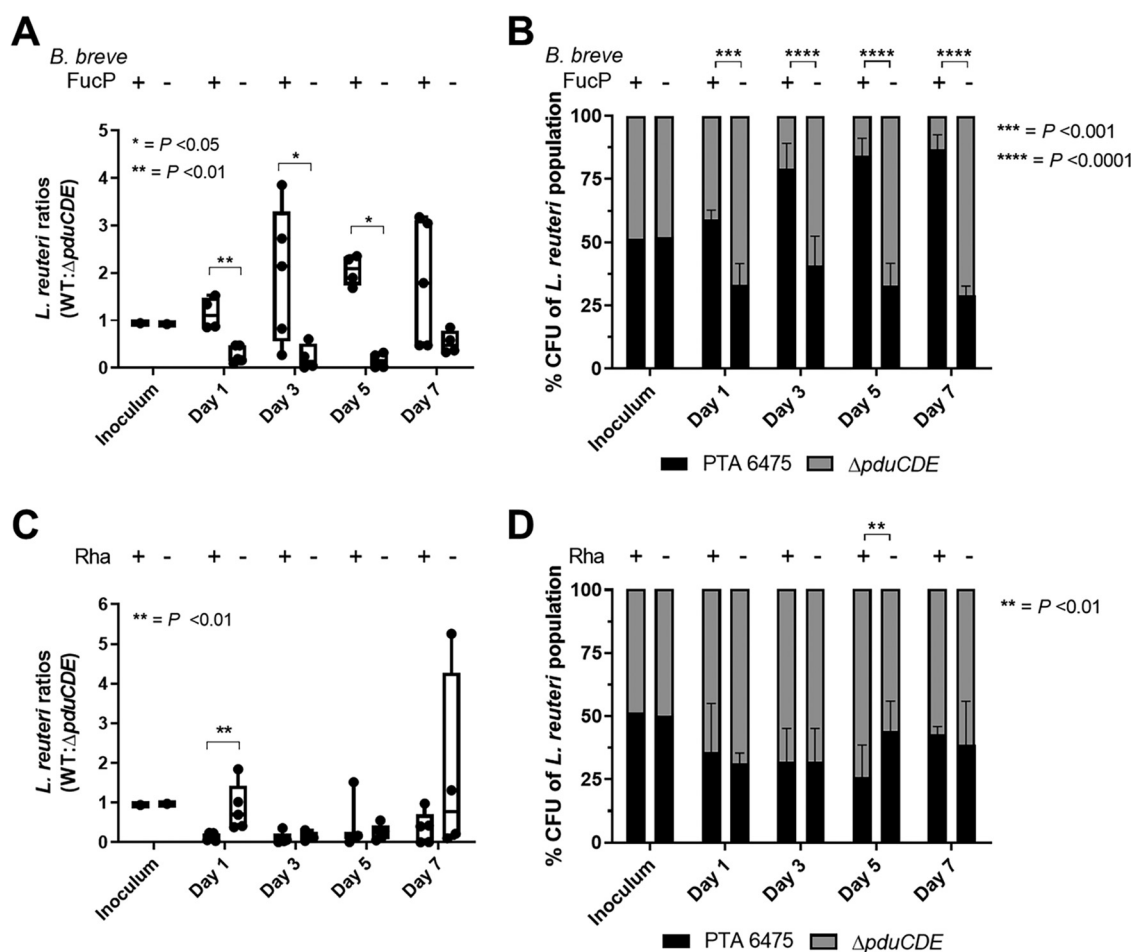 A
B. breve
FucP + - + - + - + - + -
L. reuteri ratios
(WT:ΔpduCDE)
5
4
3
2
1
0
* = P <0.05
** = P <0.01
**
*
*
Inoculum
Day 1
Day 3
Day 5
Day 7
B
B. breve
FucP + - + - + - + - + -
*** **** **** ****
% CFU of L. reuteri population
100
75
50
25
0
*** = P <0.001
**** = P <0.0001
Inoculum
Day 1
Day 3
Day 5
Day 7
PTA 6475 ΔpduCDE
C
Rha + - + - + - + - + -
L. reuteri ratios
(WT:ΔpduCDE)
6
5
4
3
2
1
0
** = P <0.01
**
Inoculum
Day 1
Day 3
Day 5
Day 7
D
**
Rha + - + - + - + - + -
% CFU of L. reuteri population
100
75
50
25
0
** = P <0.01
Inoculum
Day 1
Day 3
Day 5
Day 7
PTA 6475 ΔpduCDE